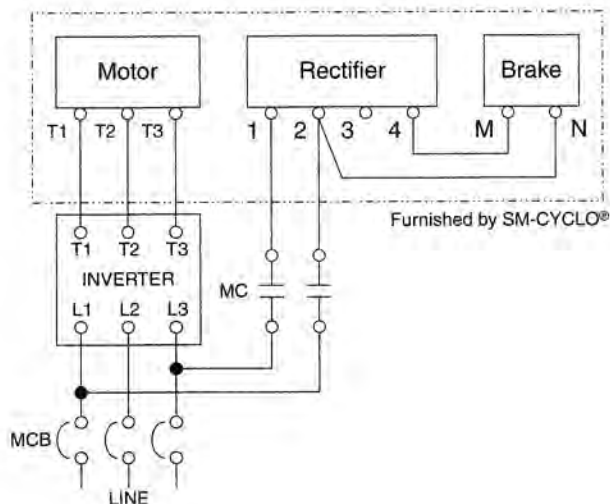 Motor Rectifier Brake
T1 T2 T3 1 2 3 4 M N
Furnished by SM-CYCLO®
T1 T2 T3
INVERTER
MC
L1 L2 L3
MCB
LINE